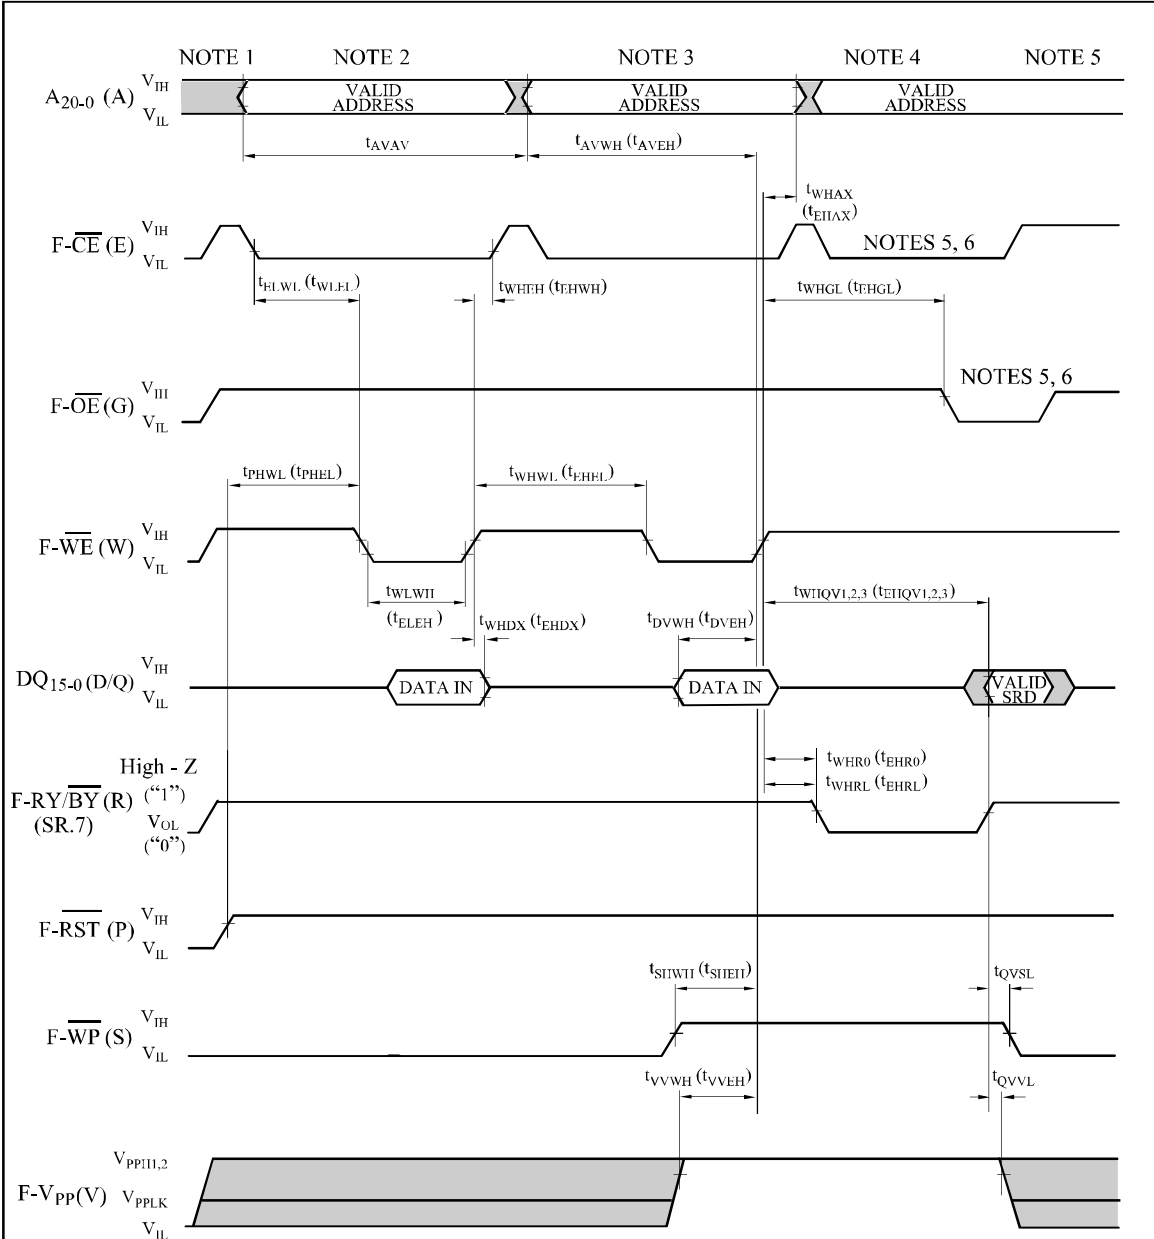 NOTE 1 NOTE 2 NOTE 3 NOTE 4 NOTE 5
A20-0 (A) VIH VIL
VALID ADDRESS VALID ADDRESS VALID ADDRESS
tAVAV tAVWH (tAVEH)
tWHAX (tEHAX)
F-CE (E) VIH VIL
NOTES 5, 6
tELWL (tWLEL) tWHEH (tEHWH) tWHGL (tEHGL)
F-OE (G) VIH VIL
NOTES 5, 6
tPHWL (tPHEL) tWHWL (tEHEL)
F-WE (W) VIH VIL
tWLWH (tELEH) tWHDX (tEHDX) tDVWH (tDVEH) tWHQV1,2,3 (tEHQV1,2,3)
DQ15-0 (D/Q) VIH VIL
DATA IN DATA IN VALID SRD
tWHR0 (tEHR0)
tWHRL (tEHRL)
F-RY/BY (R) (SR.7) High - Z ("1") VOL ("0")
F-RST (P) VIH VIL
tSHWH (tSHEH) tQVSL
F-WP (S) VIH VIL
tVVWH (tVVEH) tQVVL
F-VPP (V) VPPH1,2 VPPLK VIL